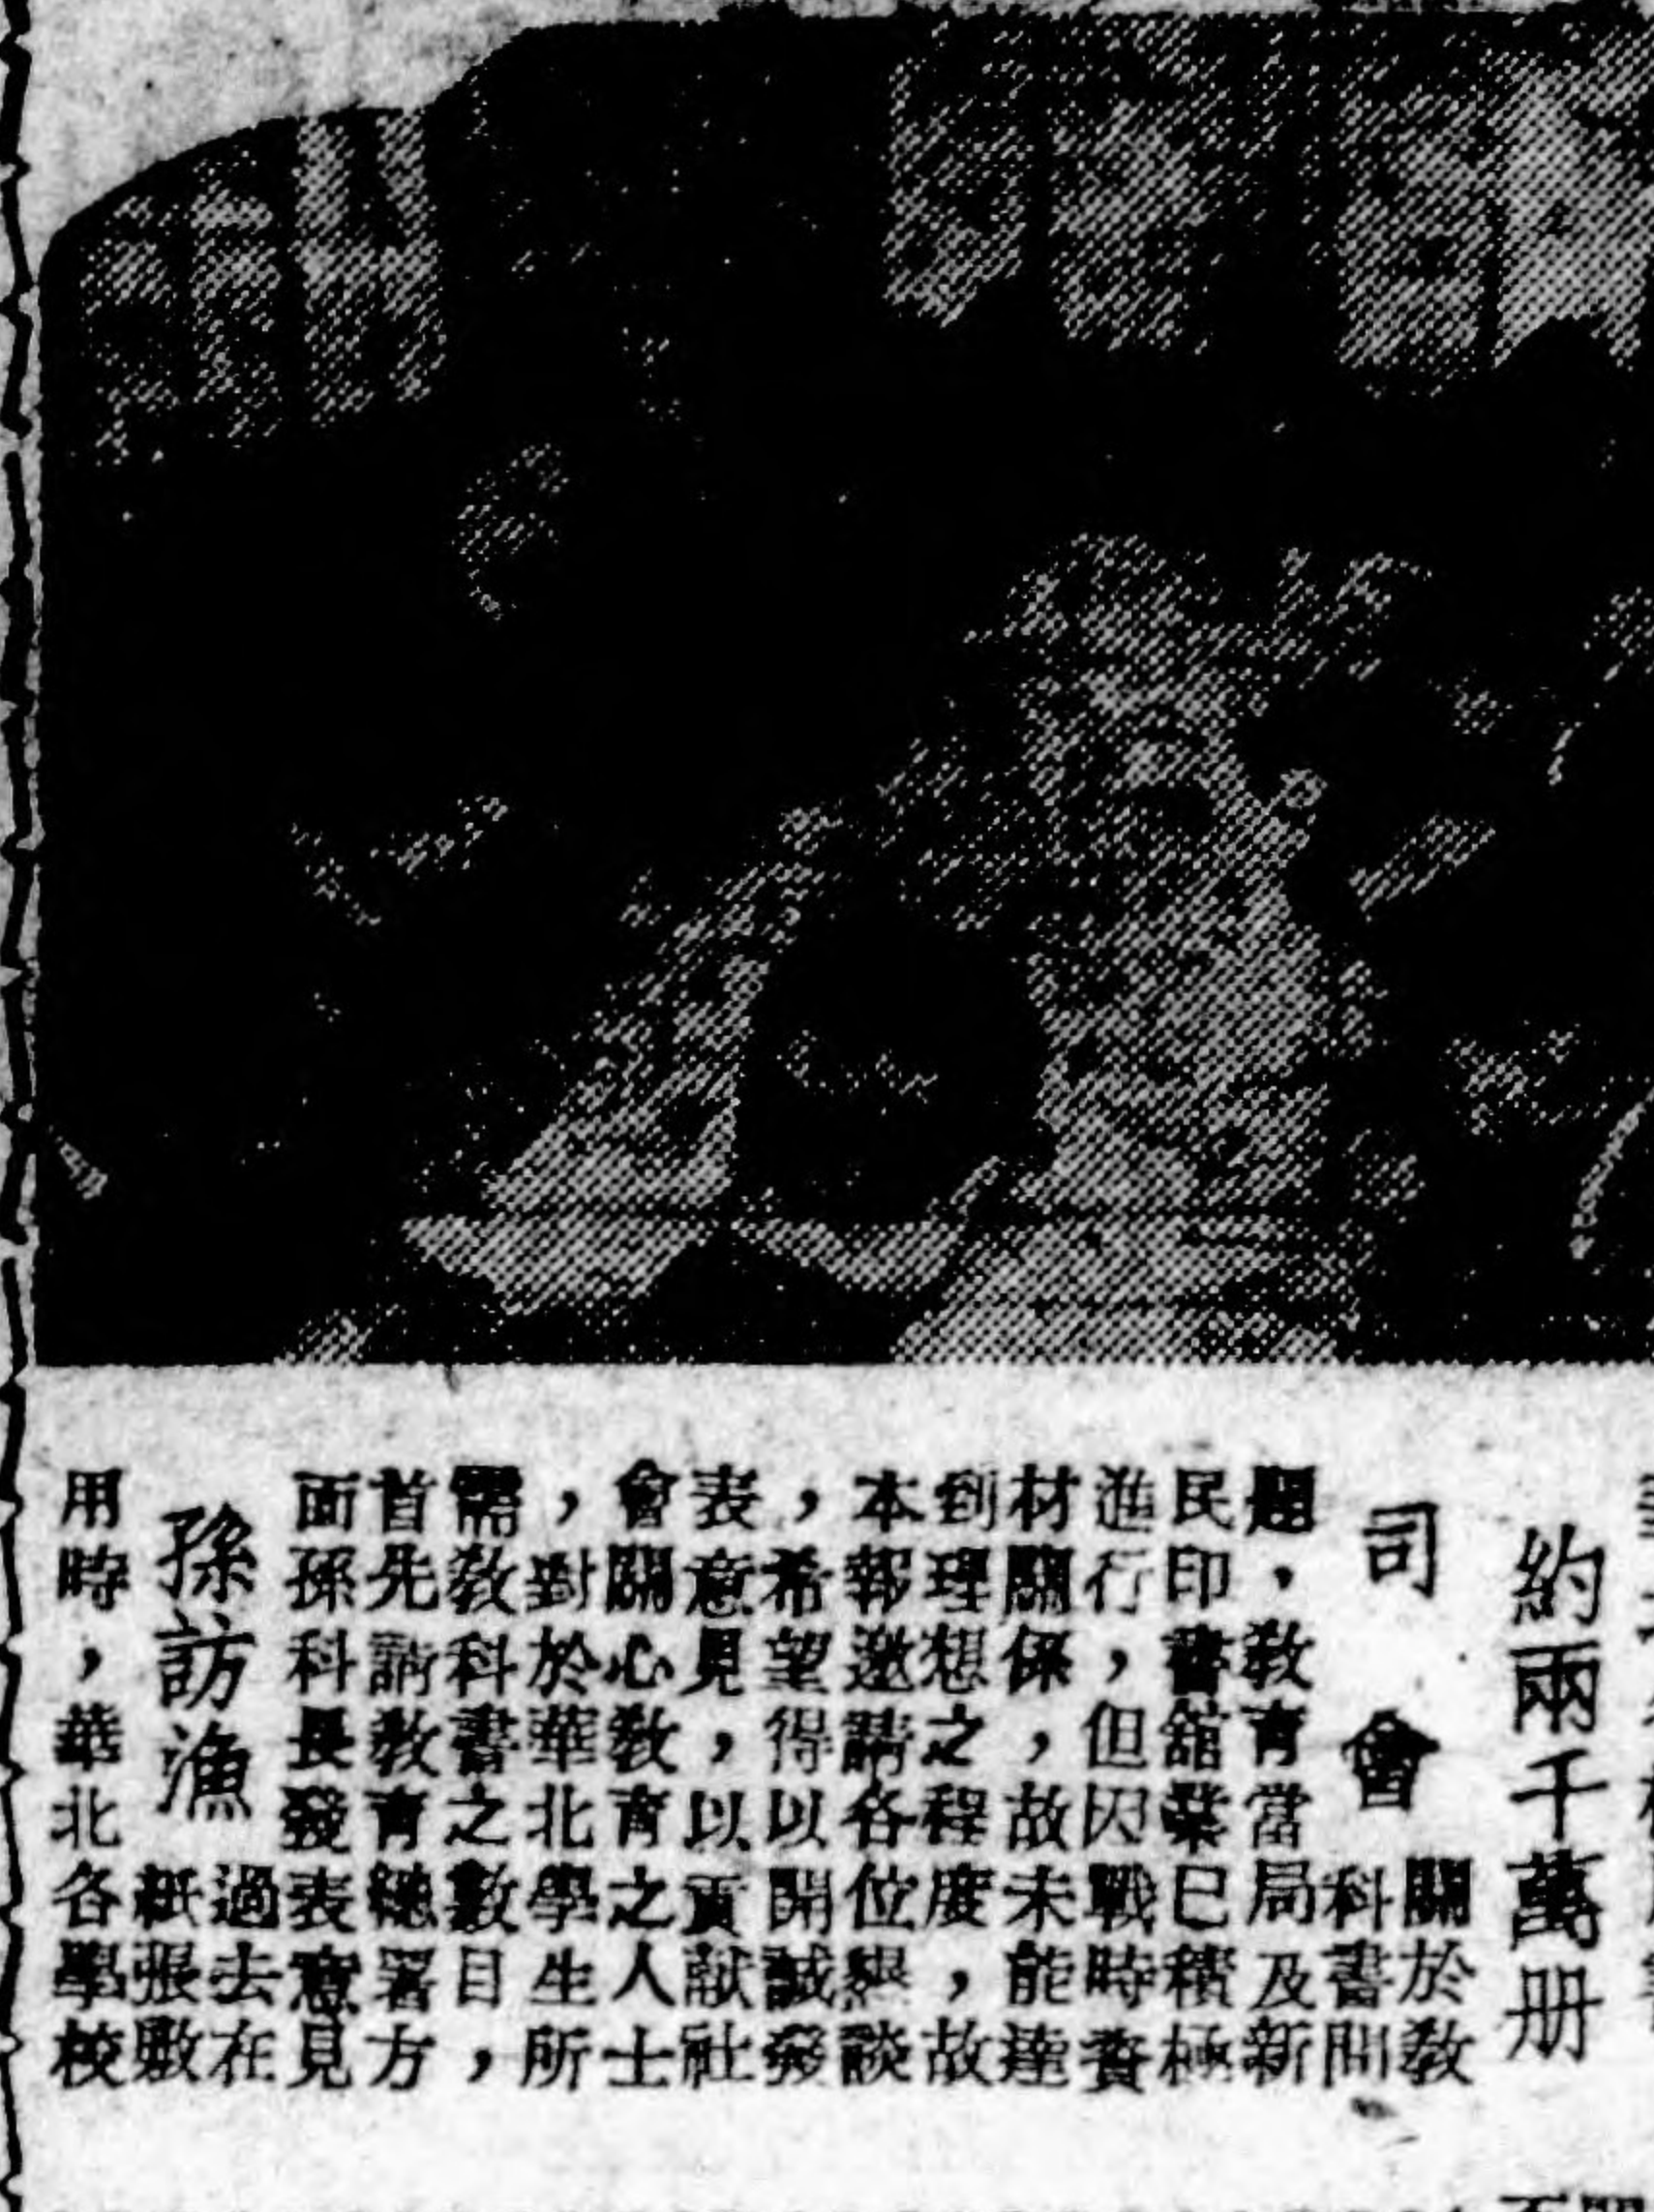 約兩千萬册
司會
關於教
科書問
題，教育當局及新
民印書館業已積極
進行，但因戰時資
材關係，故未能達
到理想之程度，故
本報邀請各位與談
，希望得以開誠發
表意見，以貢献社
會關心教育之人士
，對於華北學生所
需教科書之數目，
首先請教育總署方
面孫科長發表意見
孫訪漁
過去在
紙張敷
用時，華北各學校